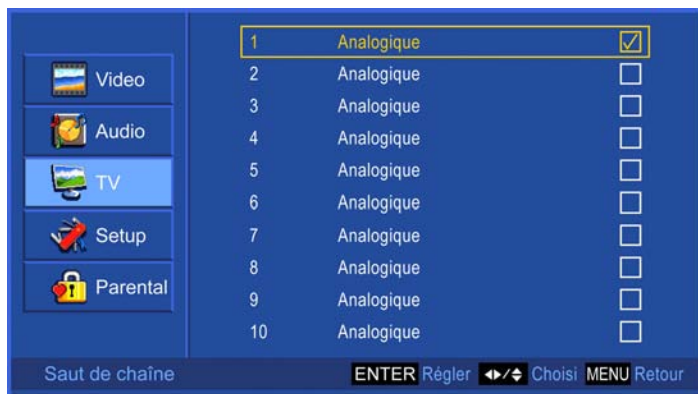 Video
Audio
TV
Setup
Parental
1 Analogique
2 Analogique
3 Analogique
4 Analogique
5 Analogique
6 Analogique
7 Analogique
8 Analogique
9 Analogique
10 Analogique
Saut de chaîne
ENTER Régler / Choisi MENU Retour